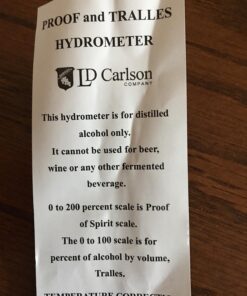 PROOF and TRALLES
HYDROMETER
LD Carlson
COMPANY
This hydrometer is for distilled
alcohol only.
It cannot be used for beer,
wine or any other fermented
beverage.
0 to 200 percent scale is Proof
of Spirit scale.
The 0 to 100 scale is for
percent of alcohol by volume,
Tralles.
TEMPERATURE